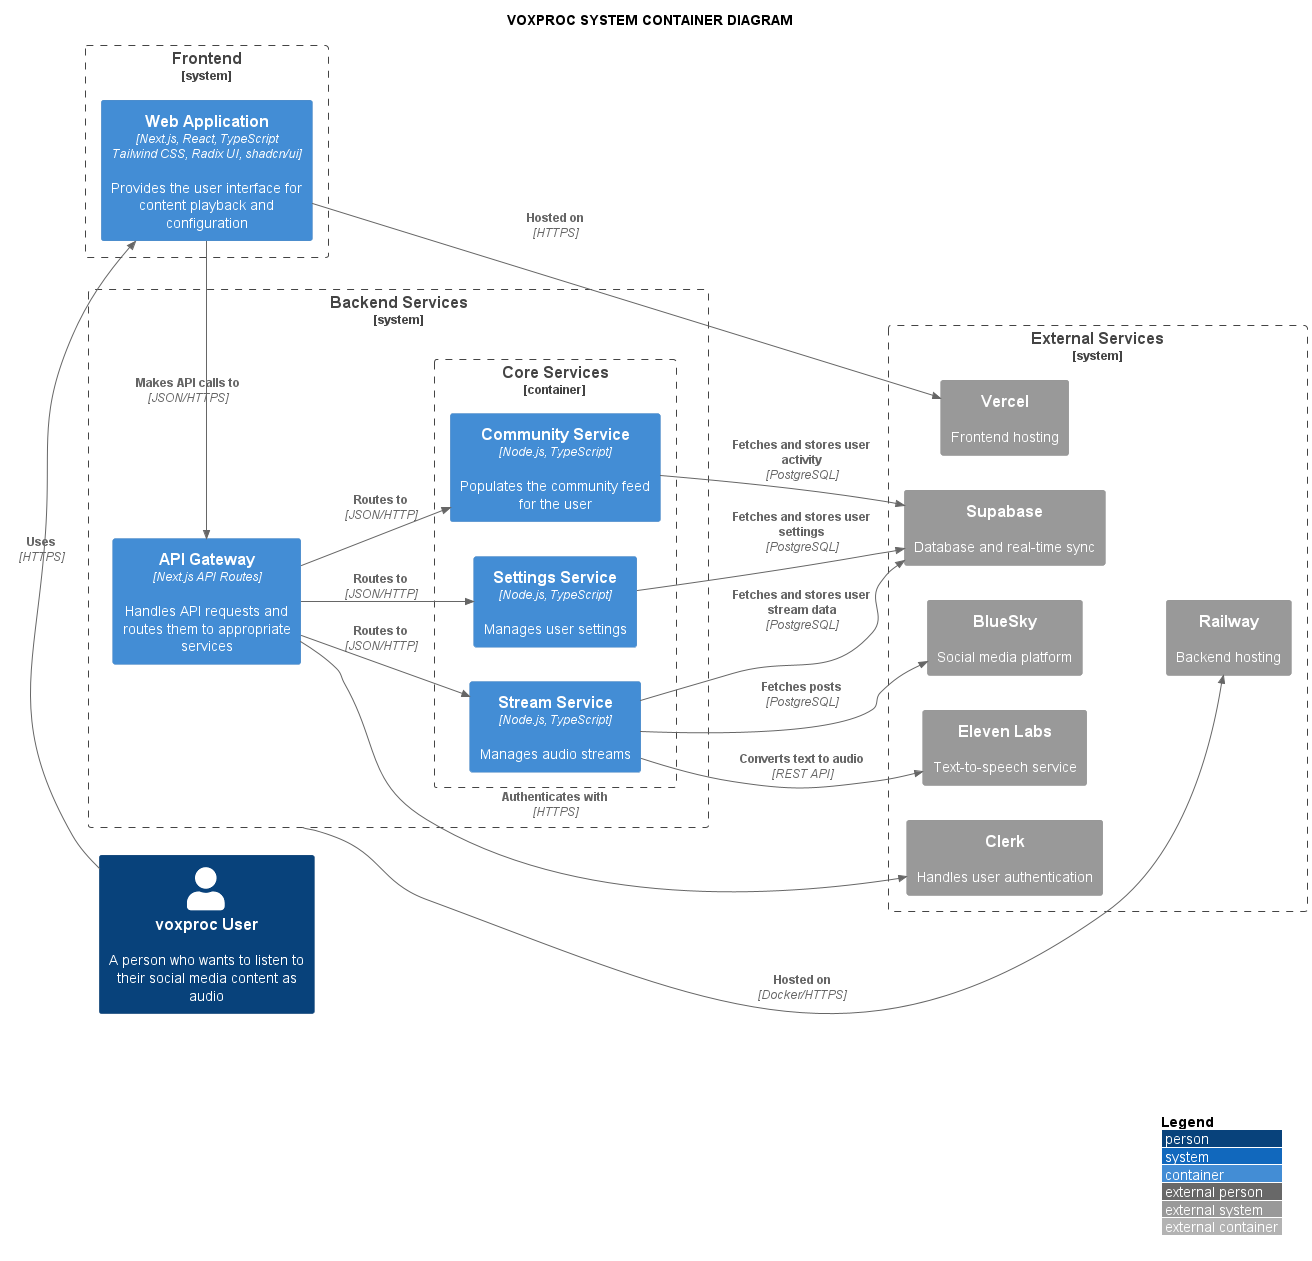 VOXPROC SYSTEM CONTAINER DIAGRAM
Frontend
[system]
Web Application
[Next.js, React, TypeScript
Tailwind CSS, Radix UI, shadcn/ui]
Provides the user interface for
content playback and
configuration
Hosted on
[HTTPS]
Backend Services
[system]
Makes API calls to
[JSON/HTTPS]
Core Services
[container]
Community Service
[Node.js, TypeScript]
Populates the community feed
for the user
Routes to
[JSON/HTTP]
Uses
[HTTPS]
API Gateway
[Next.js API Routes]
Handles API requests and
routes them to appropriate
services
Routes to
[JSON/HTTP]
Settings Service
[Node.js, TypeScript]
Manages user settings
Routes to
[JSON/HTTP]
Stream Service
[Node.js, TypeScript]
Manages audio streams
Authenticates with
[HTTPS]
Fetches and stores user
activity
[PostgreSQL]
Fetches and stores user
settings
[PostgreSQL]
Fetches and stores user
stream data
[PostgreSQL]
Fetches posts
[PostgreSQL]
Converts text to audio
[REST API]
External Services
[system]
Vercel
Frontend hosting
Supabase
Database and real-time sync
BlueSky
Social media platform
Railway
Backend hosting
Eleven Labs
Text-to-speech service
Clerk
Handles user authentication
voxproc User
A person who wants to listen to
their social media content as
audio
Hosted on
[Docker/HTTPS]
Legend
person
system
container
external person
external system
external container